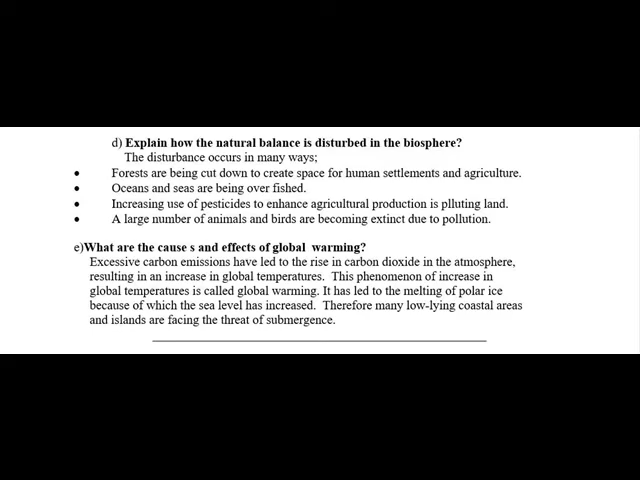 d) Explain how the natural balance is disturbed in the biosphere?
The disturbance occurs in many ways;
• Forests are being cut down to create space for human settlements and agriculture.
• Oceans and seas are being over fished.
• Increasing use of pesticides to enhance agricultural production is plluting land.
• A large number of animals and birds are becoming extinct due to pollution.
e)What are the cause s and effects of global warming?
Excessive carbon emissions have led to the rise in carbon dioxide in the atmosphere,
resulting in an increase in global temperatures. This phenomenon of increase in
global temperatures is called global warming. It has led to the melting of polar ice
because of which the sea level has increased. Therefore many low-lying coastal areas
and islands are facing the threat of submergence.